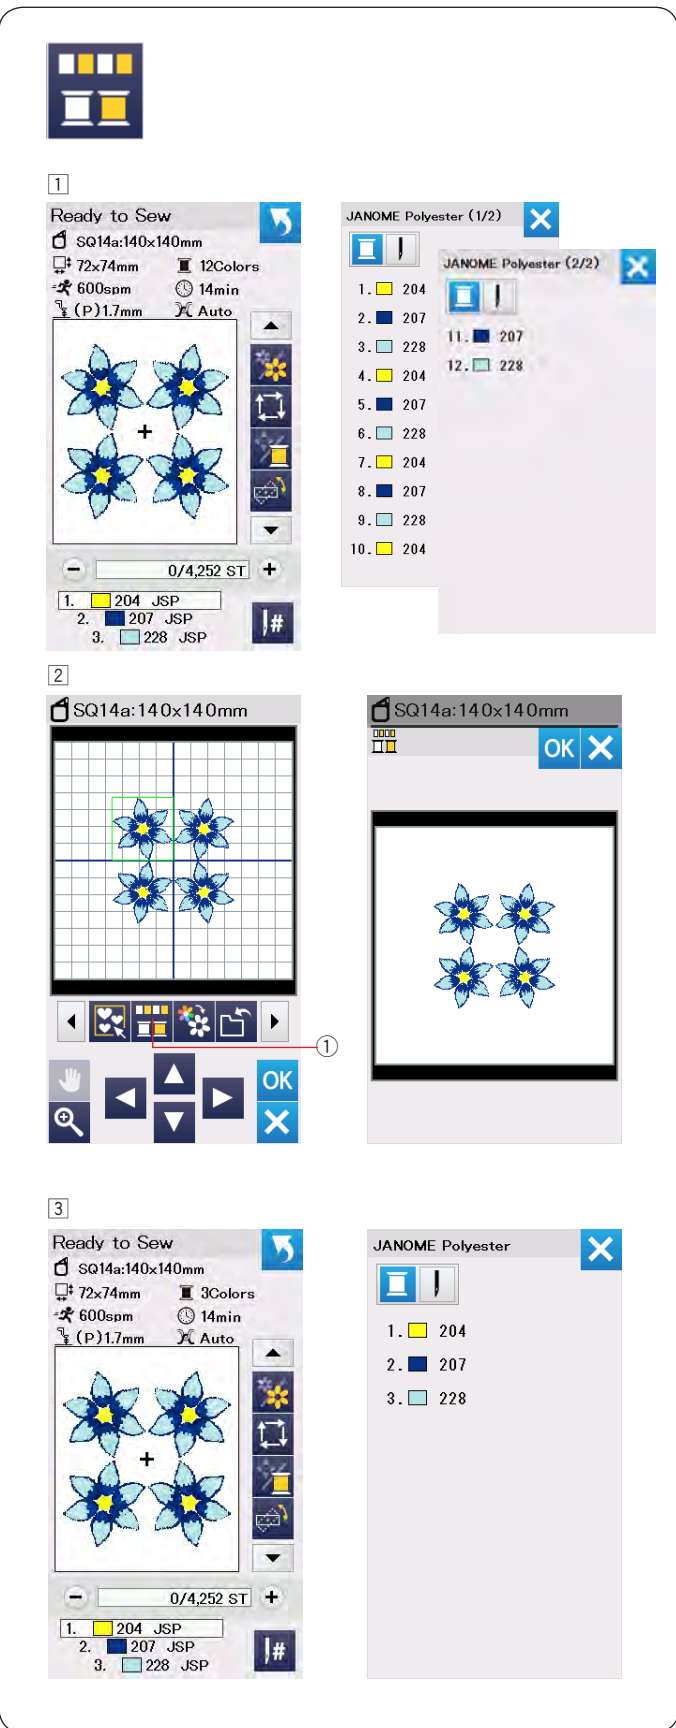 1
Ready to Sew
SQ14a:140x140mm
72x74mm 12Colors
600spm 14min
(P)1.7mm Auto
0/4,252 ST
1. 204 JSP
2. 207 JSP
3. 228 JSP
#
JANOME Polyester (1/2)
1. 204
2. 207
3. 228
4. 204
5. 207
6. 228
7. 204
8. 207
9. 228
10. 204
JANOME Polyester (2/2)
11. 207
12. 228
2
SQ14a:140x140mm
1
OK
SQ14a:140x140mm
OK
3
Ready to Sew
SQ14a:140x140mm
72x74mm 3Colors
600spm 14min
(P)1.7mm Auto
0/4,252 ST
1. 204 JSP
2. 207 JSP
3. 228 JSP
#
JANOME Polyester
1. 204
2. 207
3. 228